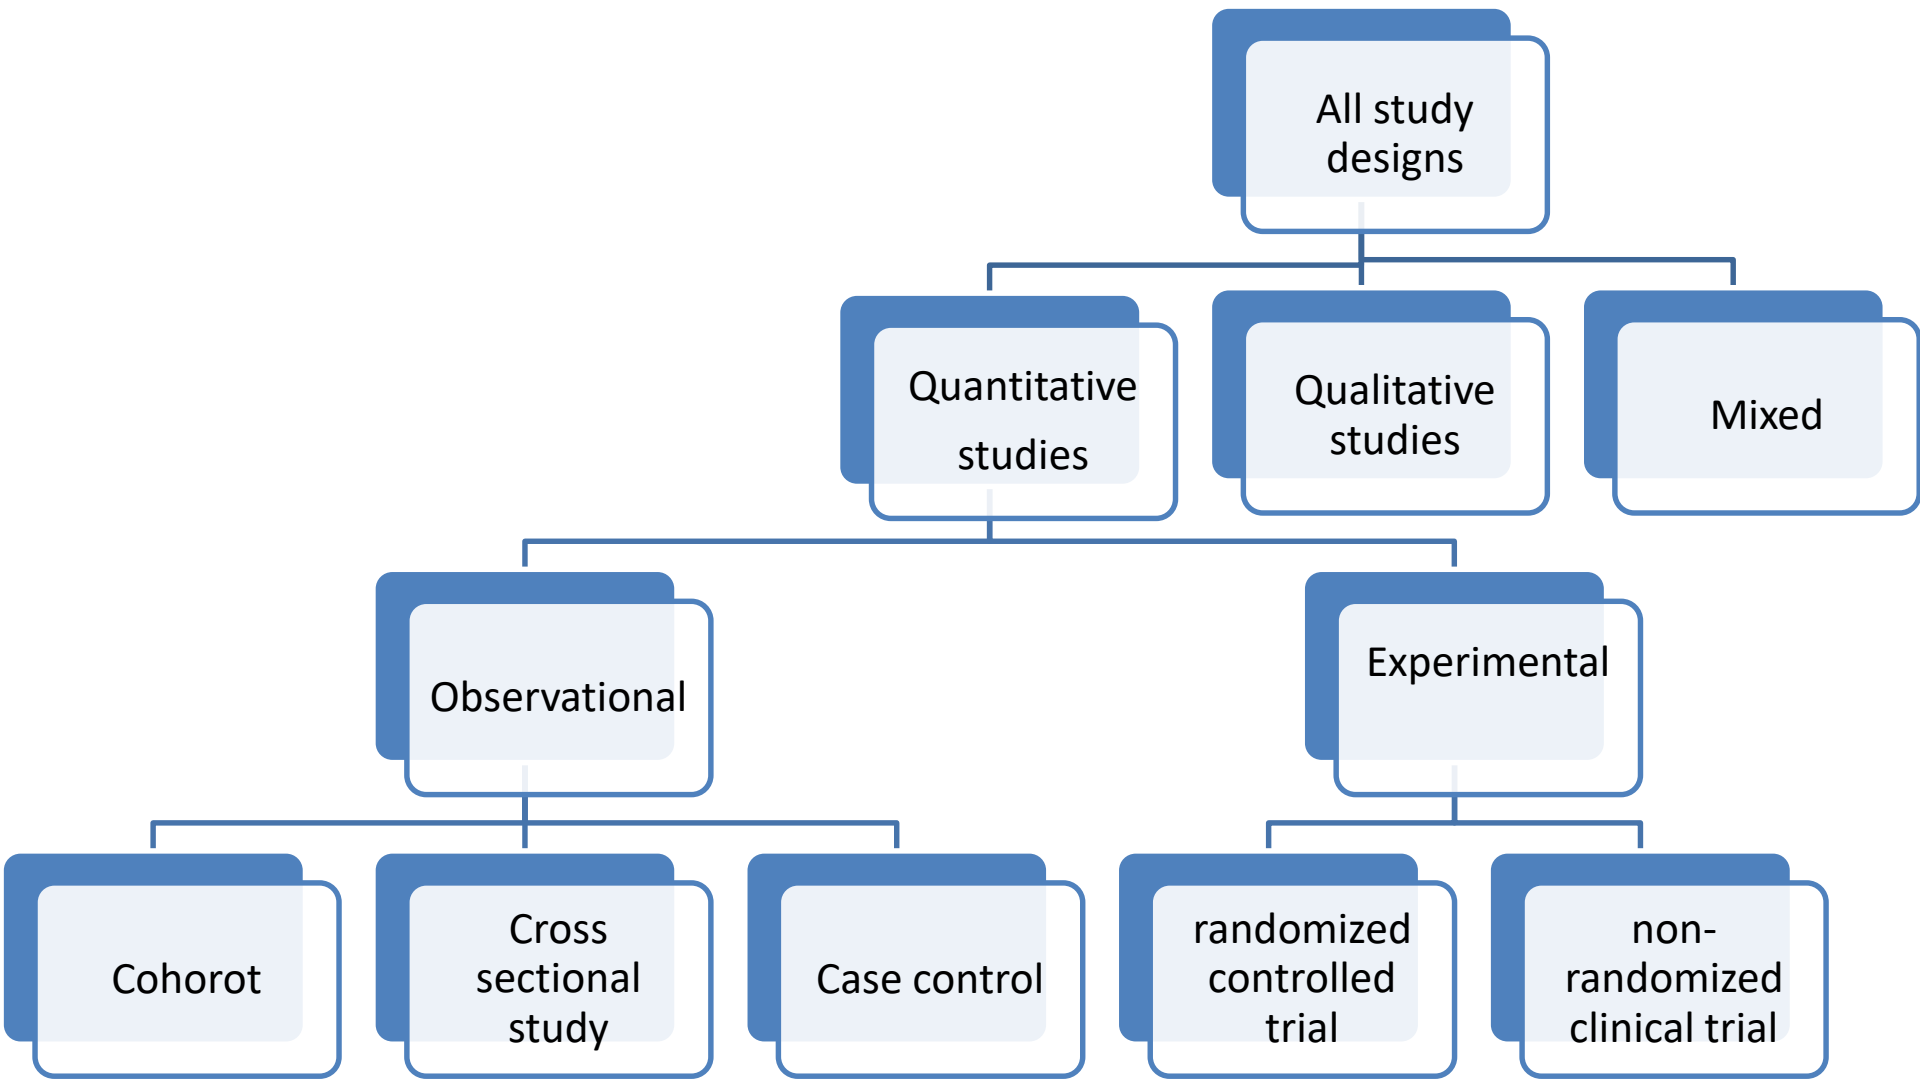 All study
designs
Quantitative
studies
Qualitative
studies
Mixed
Observational
Experimental
Cohorot
Cross
sectional
study
Case control
randomized
controlled
trial
non-
randomized
clinical trial